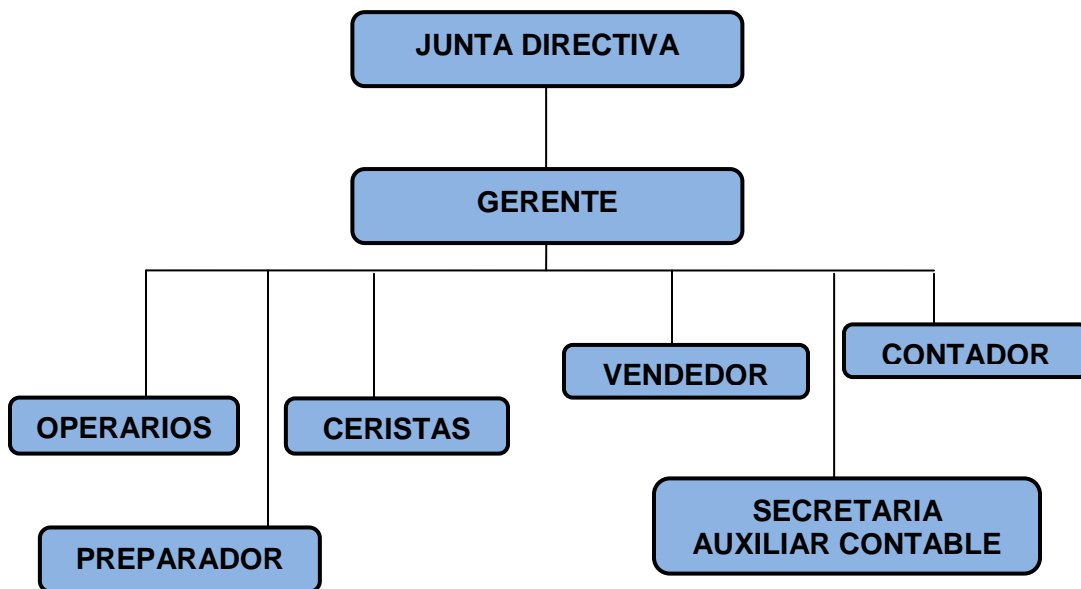 JUNTA DIRECTIVA
GERENTE
CONTADOR
VENDEDOR
OPERARIOS
CERISTAS
SECRETARIA
AUXILIAR CONTABLE
PREPARADOR